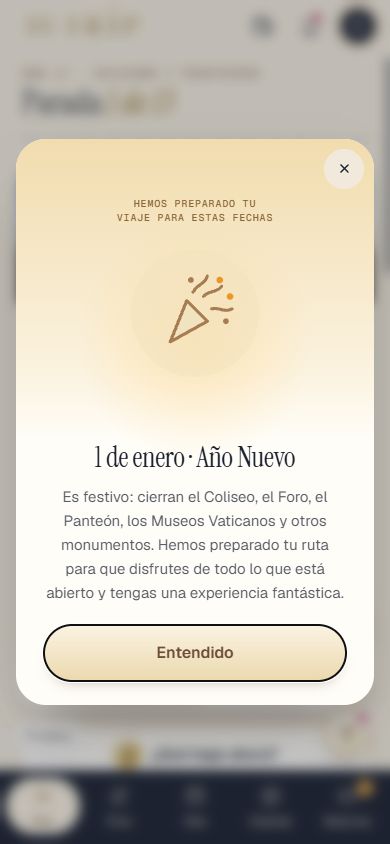 HEMOS PREPARADO TU
VIAJE PARA ESTAS FECHAS
1 de enero · Año Nuevo
Es festivo: cierran el Coliseo, el Foro, el
Panteón, los Museos Vaticanos y otros
monumentos. Hemos preparado tu ruta
para que disfrutes de todo lo que está
abierto y tengas una experiencia fantástica.
Entendido